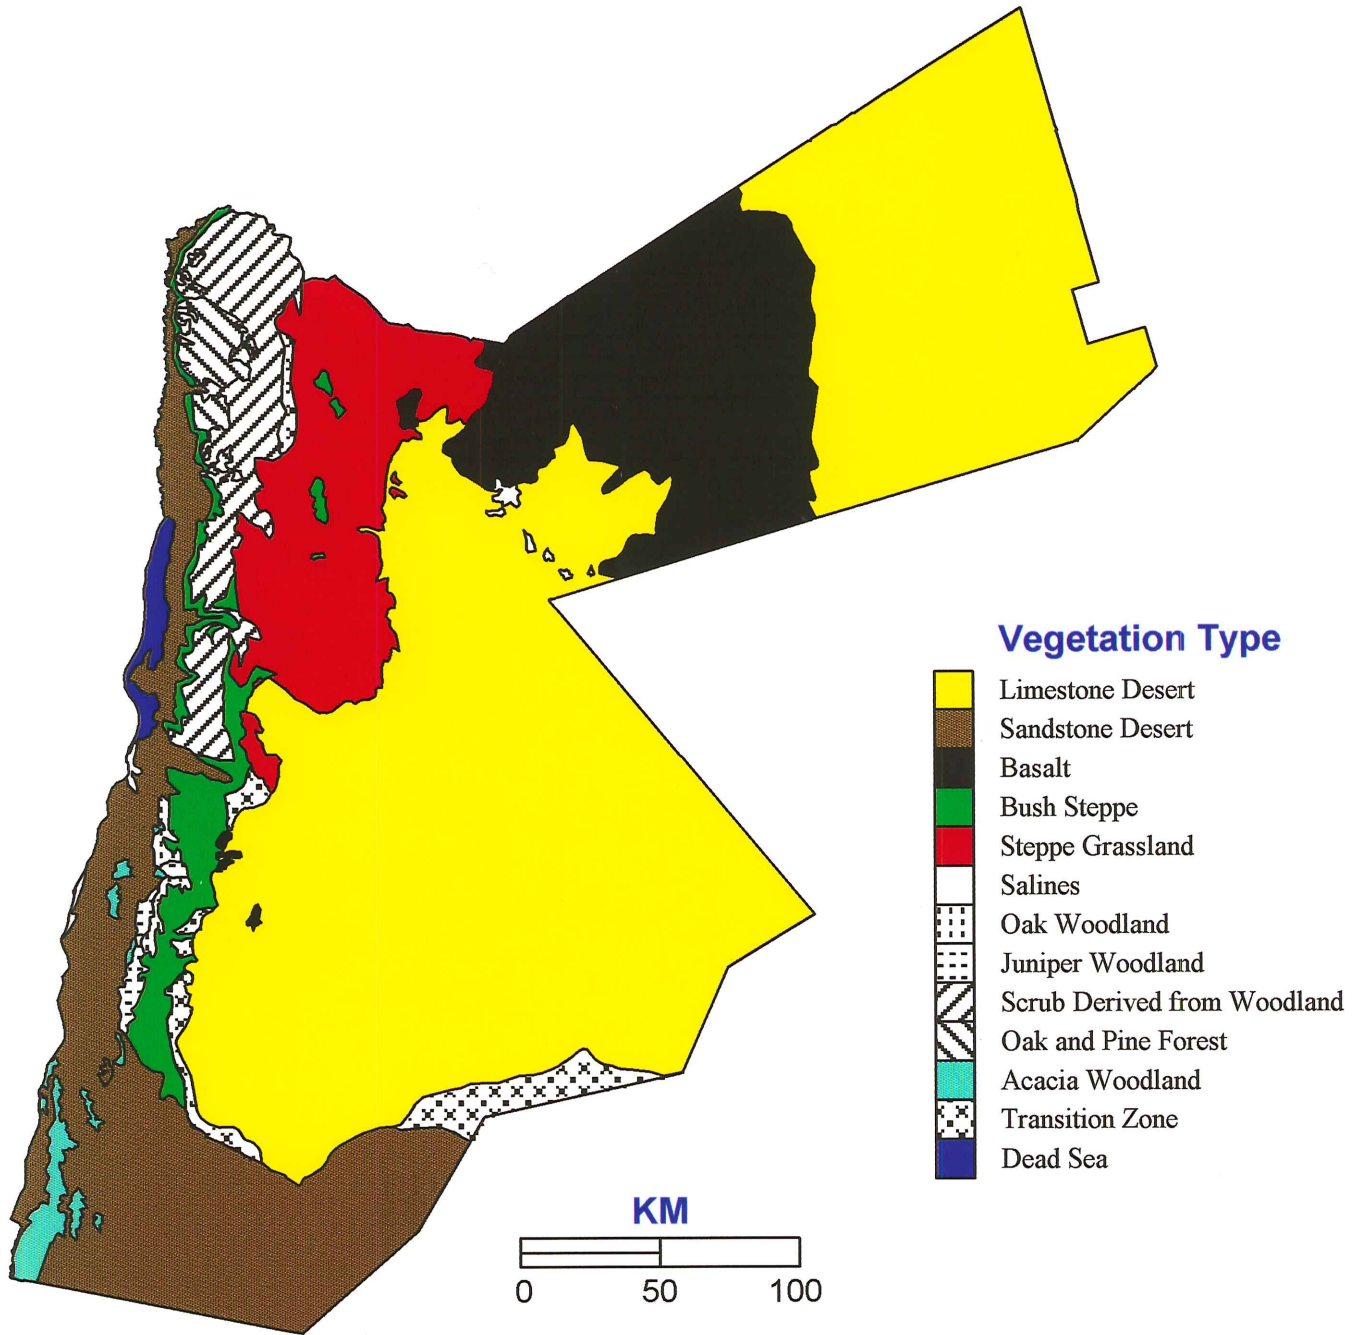 Vegetation Type
Limestone Desert
Sandstone Desert
Basalt
Bush Steppe
Steppe Grassland
Salines
Oak Woodland
Juniper Woodland
Scrub Derived from Woodland
Oak and Pine Forest
Acacia Woodland
Transition Zone
Dead Sea
KM
0 50 100